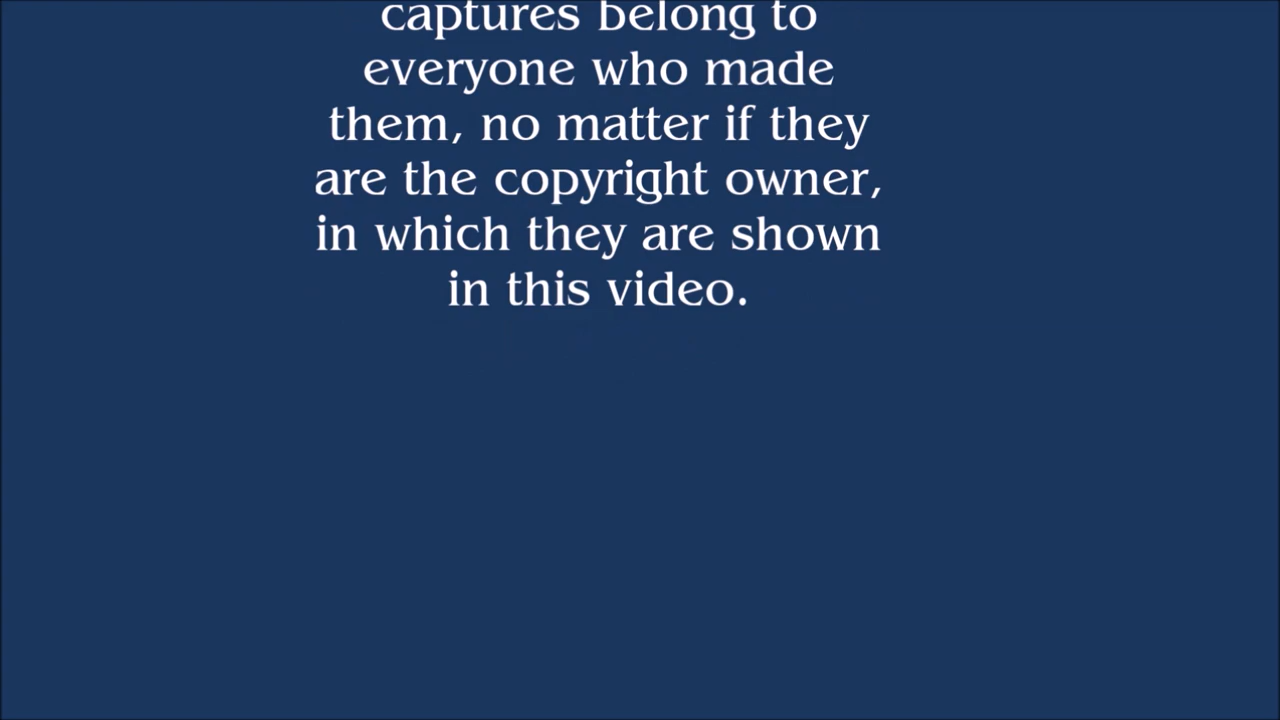 captures belong to
everyone who made
them, no matter if they
are the copyright owner,
in which they are shown
in this video.